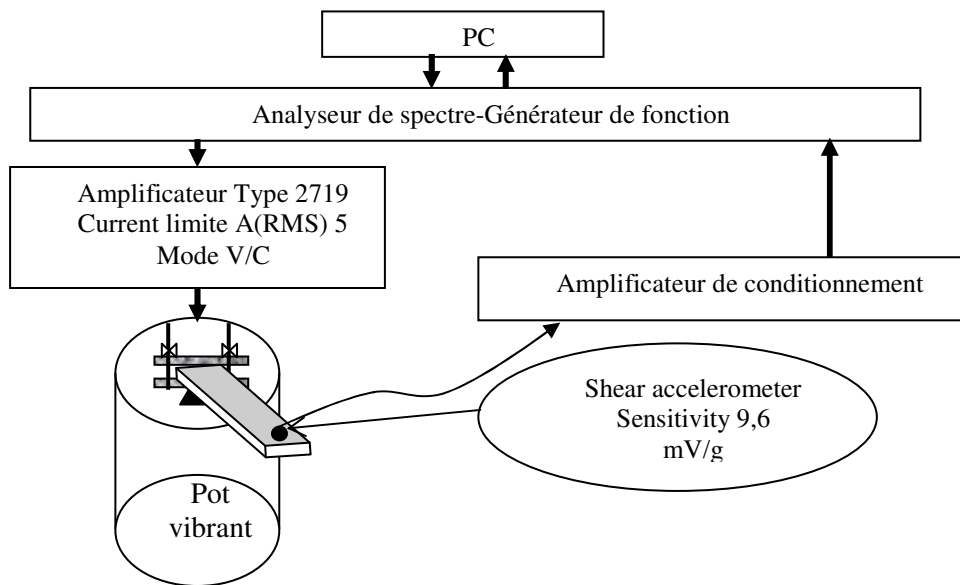 PC
Analyseur de spectre-Générateur de fonction
Amplificateur Type 2719
Current limite A(RMS) 5
Mode V/C
Amplificateur de conditionnement
Shear accelerometer
Sensitivity 9,6
mV/g
Pot
vibrant